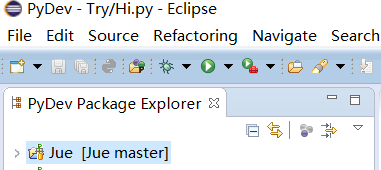 PyDev - Try/Hi.py - Eclipse
File Edit Source Refactoring Navigate Search
PyDev Package Explorer
Jue [Jue master]